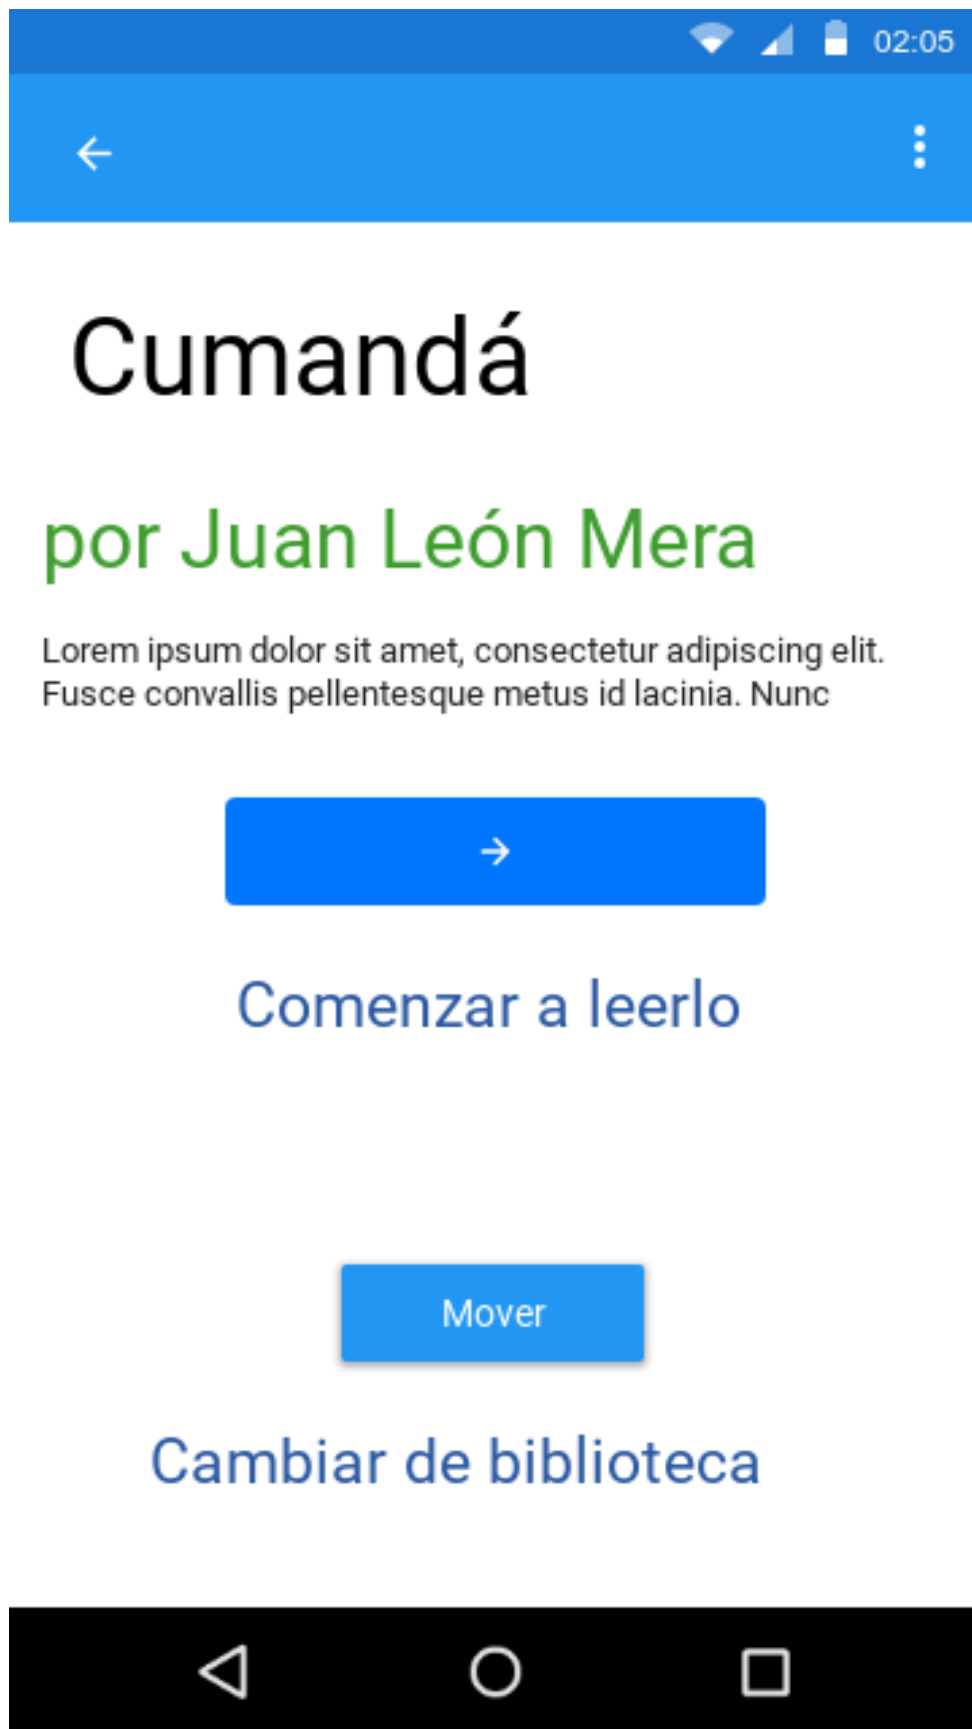 02:05
Cumandá
por Juan León Mera
Lorem ipsum dolor sit amet, consectetur adipiscing elit.
Fusce convallis pellentesque metus id lacinia. Nunc
Comenzar a leerlo
Mover
Cambiar de biblioteca